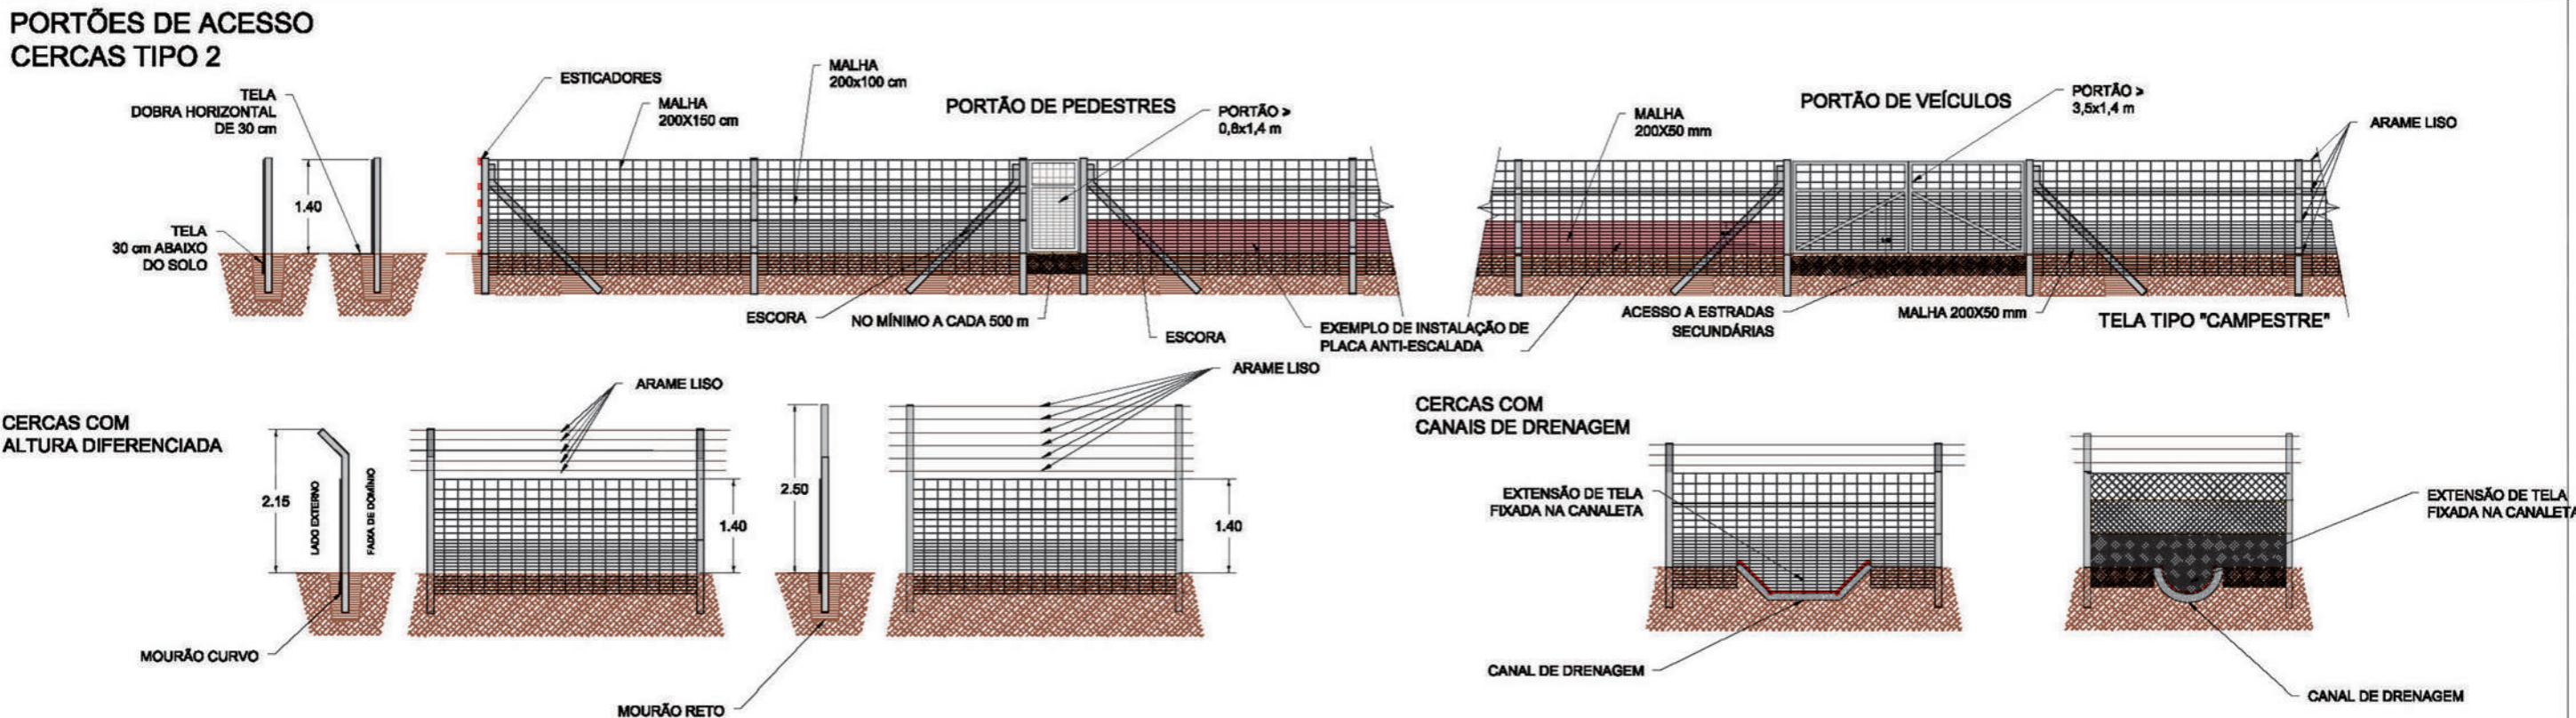 PORTÕES DE ACESSO
CERCAS TIPO 2
TELA
DOBRA HORIZONTAL
DE 30 cm
1.40
TELA
30 cm ABAIXO
DO SOLO
ESTICADORES
MALHA
200X150 cm
MALHA
200x100 cm
PORTÃO DE PEDESTRES
PORTÃO >
0,8x1,4 m
ESCORA
NO MÍNIMO A CADA 500 m
ESCORA
EXEMPLO DE INSTALAÇÃO DE
PLACA ANTI-ESCALADA
MALHA
200X50 mm
PORTÃO DE VEÍCULOS
PORTÃO >
3,5x1,4 m
ARAME LISO
ACESSO A ESTRADAS
SECUNDÁRIAS
MALHA 200X50 mm
TELA TIPO "CAMPESTRE"
CERCAS COM
ALTURA DIFERENCIADA
2.15
LADO EXTERNO
FAIXA DE DOMÍNIO
MOURÃO CURVO
ARAME LISO
1.40
2.50
MOURÃO RETO
ARAME LISO
1.40
CERCAS COM
CANAIS DE DRENAGEM
EXTENSÃO DE TELA
FIXADA NA CANALETA
CANAL DE DRENAGEM
EXTENSÃO DE TELA
FIXADA NA CANALETA
CANAL DE DRENAGEM